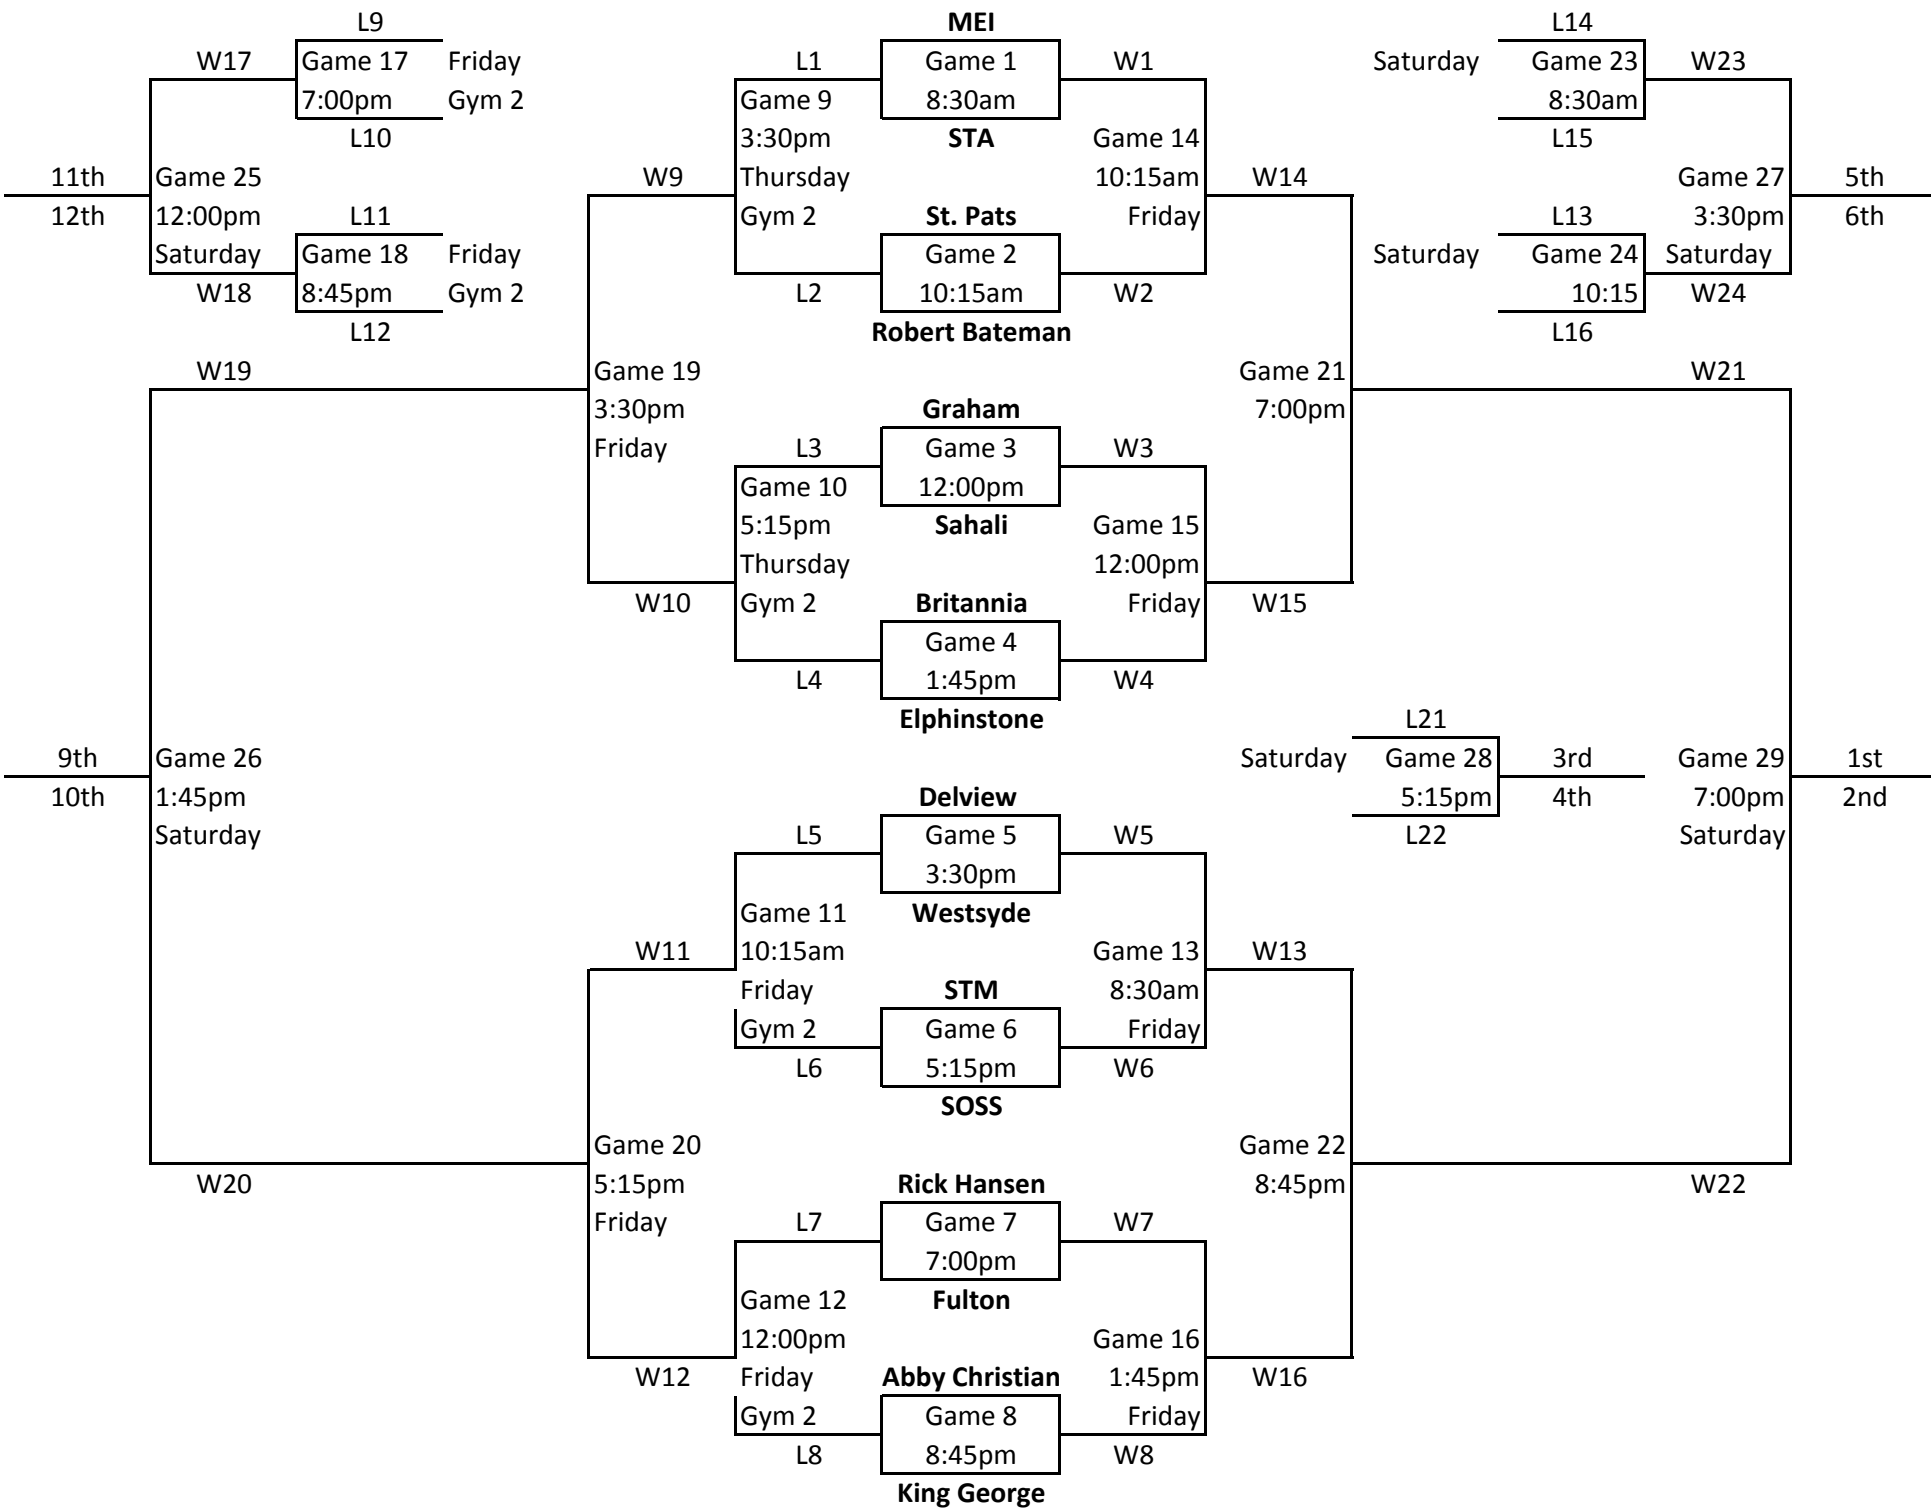 L9 MEI L14
W17 Game 17 Friday L1 Game 1 W1 Saturday Game 23 W23
7:00pm Gym 2 Game 9 8:30am 8:30am
L10 3:30pm STA Game 14 L15
11th Game 25 W9 Thursday 10:15am W14 Game 27 5th
12th 12:00pm L11 Gym 2 St. Pats Friday L13 3:30pm 6th
Saturday Game 18 Friday Game 2 Saturday Game 24 Saturday
W18 8:45pm Gym 2 L2 10:15am W2 10:15 W24
L12 Robert Bateman L16
W19 Game 19 Game 21 W21
3:30pm Graham 7:00pm
Friday L3 Game 3 W3
Game 10 12:00pm
5:15pm Sahali Game 15
Thursday 12:00pm
W10 Gym 2 Britannia Friday W15
Game 4
L4 1:45pm W4
Elphinstone L21
9th Game 26 Saturday Game 28 3rd Game 29 1st
10th 1:45pm Delview 5:15pm 4th 7:00pm 2nd
Saturday L5 Game 5 W5 L22 Saturday
3:30pm
Game 11 Westsyde
W11 10:15am Game 13 W13
Friday STM 8:30am
Gym 2 Game 6 Friday
L6 5:15pm W6
SOSS
Game 20 Game 22
W20 5:15pm Rick Hansen 8:45pm W22
Friday L7 Game 7 W7
7:00pm
Game 12 Fulton
12:00pm Game 16
W12 Friday Abby Christian 1:45pm W16
Gym 2 Game 8 Friday
L8 8:45pm W8
King George